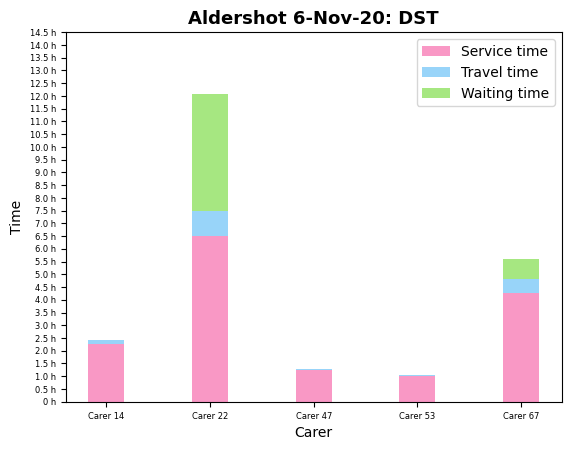 Aldershot 6-Nov-20: DST
Service time
Travel time
Waiting time
Time
14.5 h
14.0 h
13.5 h
13.0 h
12.5 h
12.0 h
11.5 h
11.0 h
10.5 h
10.0 h
9.5 h
9.0 h
8.5 h
8.0 h
7.5 h
7.0 h
6.5 h
6.0 h
5.5 h
5.0 h
4.5 h
4.0 h
3.5 h
3.0 h
2.5 h
2.0 h
1.5 h
1.0 h
0.5 h
0 h
Carer 14 Carer 22 Carer 47 Carer 53 Carer 67
Carer